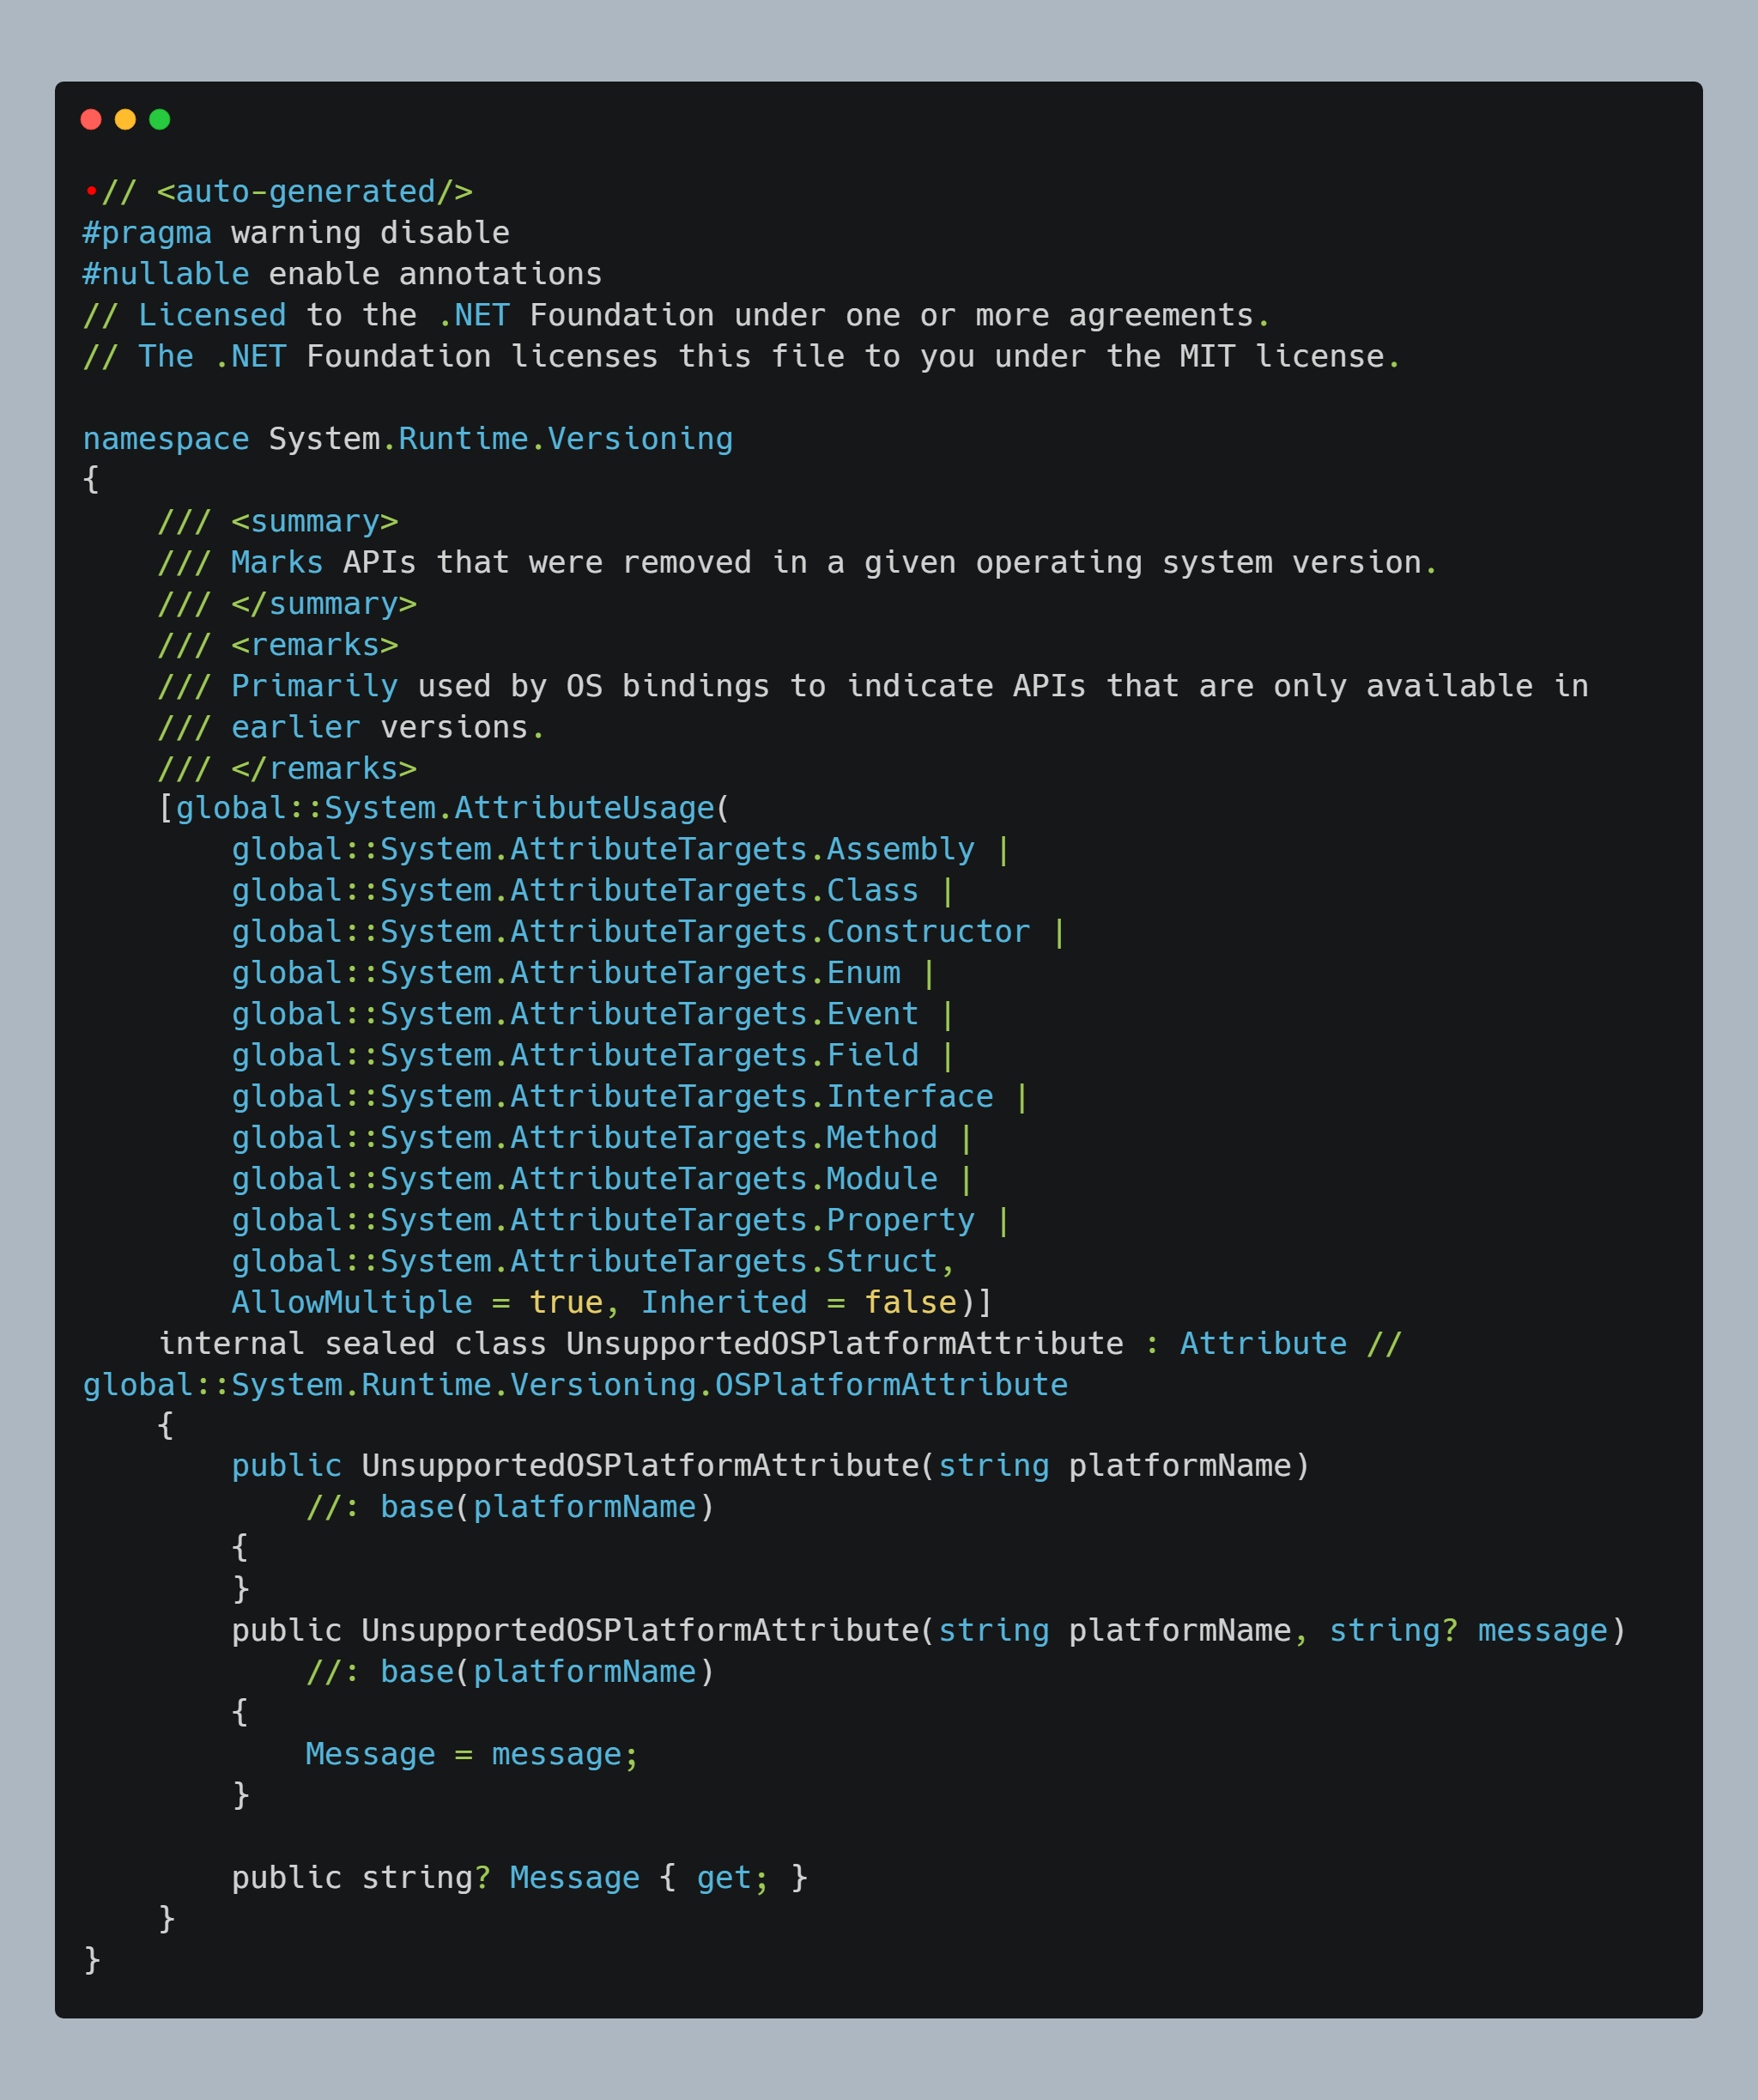 •// <auto-generated/>
#pragma warning disable
#nullable enable annotations
// Licensed to the .NET Foundation under one or more agreements.
// The .NET Foundation licenses this file to you under the MIT license.

namespace System.Runtime.Versioning
{
    /// <summary>
    /// Marks APIs that were removed in a given operating system version.
    /// </summary>
    /// <remarks>
    /// Primarily used by OS bindings to indicate APIs that are only available in
    /// earlier versions.
    /// </remarks>
    [global::System.AttributeUsage(
        global::System.AttributeTargets.Assembly |
        global::System.AttributeTargets.Class |
        global::System.AttributeTargets.Constructor |
        global::System.AttributeTargets.Enum |
        global::System.AttributeTargets.Event |
        global::System.AttributeTargets.Field |
        global::System.AttributeTargets.Interface |
        global::System.AttributeTargets.Method |
        global::System.AttributeTargets.Module |
        global::System.AttributeTargets.Property |
        global::System.AttributeTargets.Struct,
        AllowMultiple = true, Inherited = false)]
    internal sealed class UnsupportedOSPlatformAttribute : Attribute //
global::System.Runtime.Versioning.OSPlatformAttribute
    {
        public UnsupportedOSPlatformAttribute(string platformName)
            //: base(platformName)
        {
        }
        public UnsupportedOSPlatformAttribute(string platformName, string? message)
            //: base(platformName)
        {
            Message = message;
        }

        public string? Message { get; }
    }
}